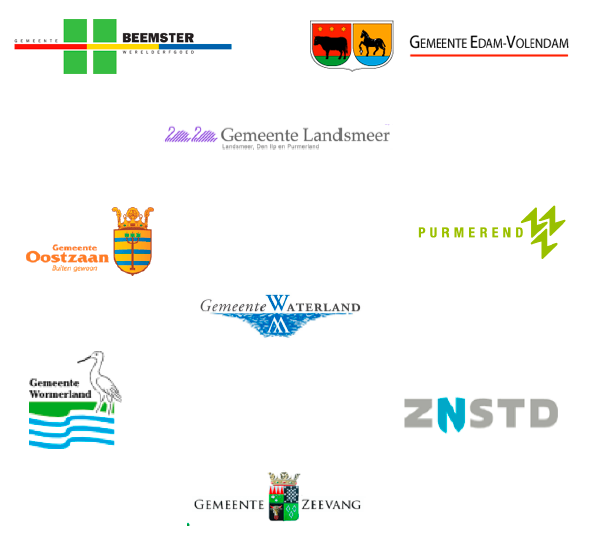 GEMEENTE BEEMSTER
WERELDERFGOED
GEMEENTE EDAM-VOLENDAM
Gemeente Landsmeer
Landsmeer, Den Ilp en Purmerland
Gemeente
Oostzaan
Buiten gewoon
PURMEREND
Gemeente WATERLAND
Gemeente
Wormerland
ZNSTD
GEMEENTE ZEEVANG